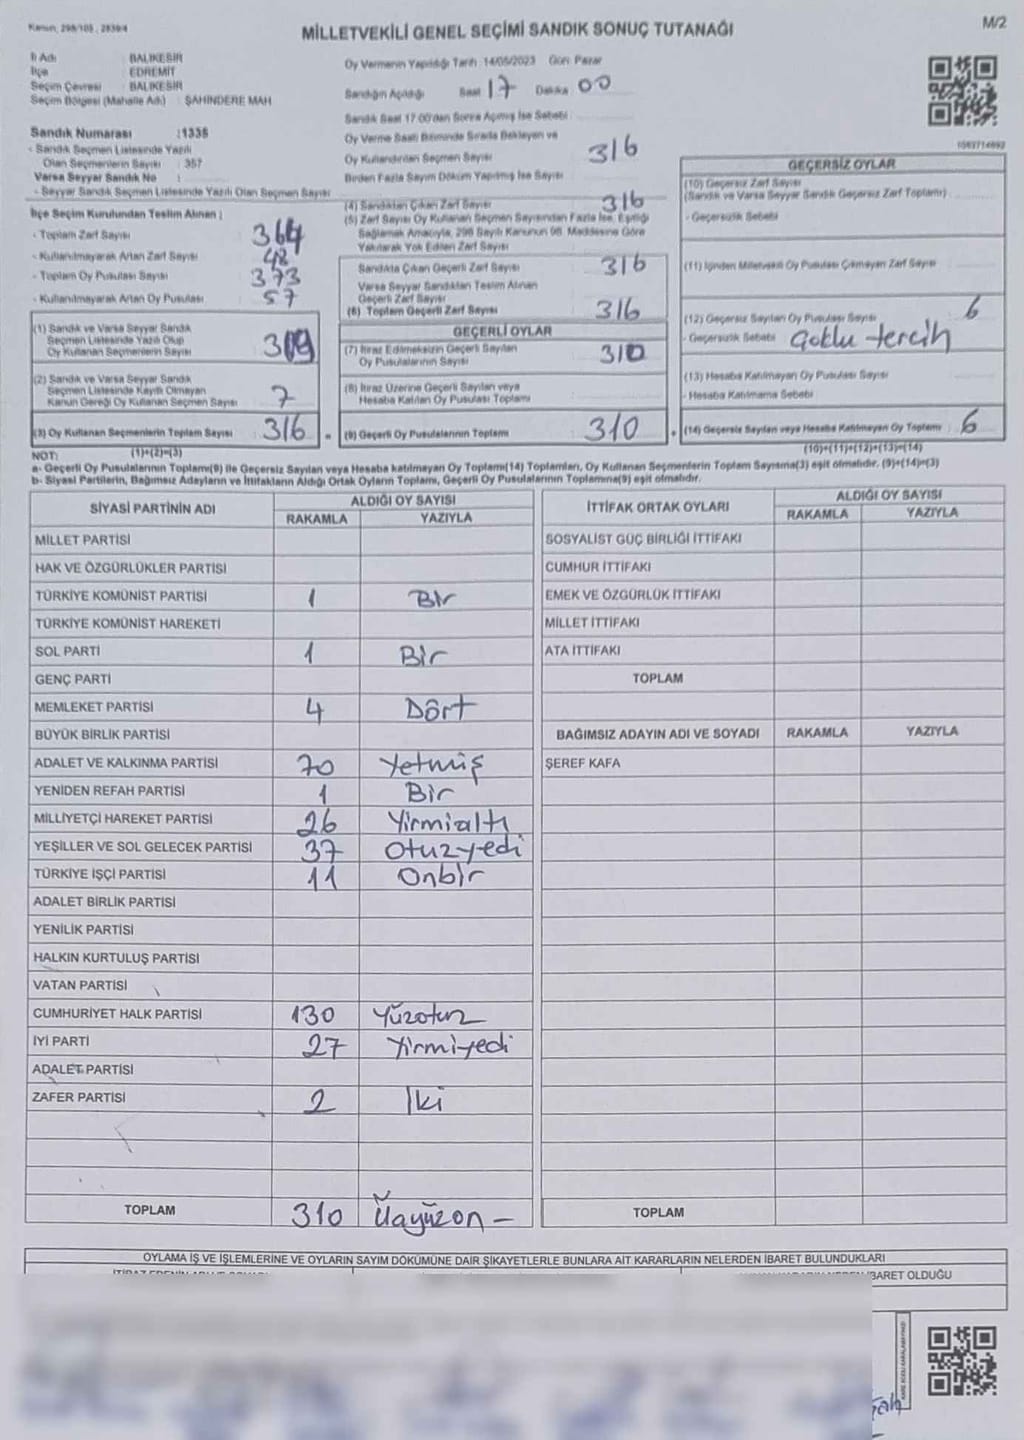 Kanun, 298/105, 2839/4
MİLLETVEKİLİ GENEL SEÇİMİ SANDIK SONUÇ TUTANAĞI
M/2
İl Adı : BALIKESİR
İlçe : EDREMİT
Seçim Çevresi : BALIKESİR
Seçim Bölgesi (Mahalle Adı) : ŞAHİNDERE MAH
Sandık Numarası : 1335
- Sandık Seçmen Listesinde Yazılı
Olan Seçmenlerin Sayısı : 357
Varsa Seyyar Sandık No :
- Seyyar Sandık Seçmen Listesinde Yazılı Olan Seçmen Sayısı
Oy Vermenin Yapıldığı Tarih 14/05/2023 Gün: Pazar
Sandığın Açıldığı Saat 17 Dakika 00
Sandık Saat 17:00'den Sonra Açılmış İse Sebebi
Oy Verme Saati Bitiminde Sırada Bekleyen ve
Oy Kullandırılan Seçmen Sayısı 316
Birden Fazla Sayım Döküm Yapılmış İse Sayısı
(4) Sandıktan Çıkan Zarf Sayısı 316
(5) Zarf Sayısı Oy Kullanan Seçmen Sayısından Fazla İse, Eşitliği
Sağlamak Amacıyla, 298 Sayılı Kanunun 98. Maddesine Göre
Yakılarak Yok Edilen Zarf Sayısı
İlçe Seçim Kurulundan Teslim Alınan ;
- Toplam Zarf Sayısı 364
- Kullanılmayarak Artan Zarf Sayısı 48
- Toplam Oy Pusulası Sayısı 373
- Kullanılmayarak Artan Oy Pusulası 57
Sandıkta Çıkan Geçerli Zarf Sayısı 316
Varsa Seyyar Sandıktan Teslim Alınan
Geçerli Zarf Sayısı
(6) Toplam Geçerli Zarf Sayısı 316
(1) Sandık ve Varsa Seyyar Sandık
Seçmen Listesinde Yazılı Olup
Oy Kullanan Seçmenlerin Sayısı 309
(2) Sandık ve Varsa Seyyar Sandık
Seçmen Listesinde Kayıtlı Olmayan
Kanun Gereği Oy Kullanan Seçmen Sayısı 7
(3) Oy Kullanan Seçmenlerin Toplam Sayısı 316 =
(1)+(2)=(3)
GEÇERLİ OYLAR
(7) İtiraz Edilmeksizin Geçerli Sayılan
Oy Pusulalarının Sayısı 310
(8) İtiraz Üzerine Geçerli Sayılan veya
Hesaba Katılan Oy Pusulası Toplamı
(9) Geçerli Oy Pusulalarının Toplamı 310 +
GEÇERSİZ OYLAR
(10) Geçersiz Zarf Sayısı
(Sandık ve Varsa Seyyar Sandık Geçersiz Zarf Toplamı)
- Geçersizlik Sebebi
(11) İçinden Milletvekili Oy Pusulası Çıkmayan Zarf Sayısı
(12) Geçersiz Sayılan Oy Pusulası Sayısı 6
- Geçersizlik Sebebi Çoklu tercih
(13) Hesaba Katılmayan Oy Pusulası Sayısı
- Hesaba Katılmama Sebebi
(14) Geçersiz Sayılan veya Hesaba Katılmayan Oy Toplamı 6
(10)+(11)+(12)+(13)=(14)
NOT:
a- Geçerli Oy Pusulalarının Toplamı(9) ile Geçersiz Sayılan veya Hesaba katılmayan Oy Toplamı(14) Toplamları, Oy Kullanan Seçmenlerin Toplam Sayısına(3) eşit olmalıdır. (9)+(14)=(3)
b- Siyasi Partilerin, Bağımsız Adayların ve İttifakların Aldığı Ortak Oyların Toplamı, Geçerli Oy Pusulalarının Toplamına(9) eşit olmalıdır.
SİYASİ PARTİNİN ADI
ALDIĞI OY SAYISI
RAKAMLA YAZIYLA
MİLLET PARTİSİ
HAK VE ÖZGÜRLÜKLER PARTİSİ
TÜRKİYE KOMÜNİST PARTİSİ 1 Bir
TÜRKİYE KOMÜNİST HAREKETİ
SOL PARTİ 1 Bir
GENÇ PARTİ
MEMLEKET PARTİSİ 4 Dört
BÜYÜK BİRLİK PARTİSİ
ADALET VE KALKINMA PARTİSİ 70 Yetmiş
YENİDEN REFAH PARTİSİ 1 Bir
MİLLİYETÇİ HAREKET PARTİSİ 26 Yirmialtı
YEŞİLLER VE SOL GELECEK PARTİSİ 37 Otuzyedi
TÜRKİYE İŞÇİ PARTİSİ 11 Onbir
ADALET BİRLİK PARTİSİ
YENİLİK PARTİSİ
HALKIN KURTULUŞ PARTİSİ
VATAN PARTİSİ
CUMHURİYET HALK PARTİSİ 130 Yüzotuz
İYİ PARTİ 27 Yirmiyedi
ADALET PARTİSİ
ZAFER PARTİSİ 2 İki
TOPLAM 310 Üçyüzon -
İTTİFAK ORTAK OYLARI
ALDIĞI OY SAYISI
RAKAMLA YAZIYLA
SOSYALİST GÜÇ BİRLİĞİ İTTİFAKI
CUMHUR İTTİFAKI
EMEK VE ÖZGÜRLÜK İTTİFAKI
MİLLET İTTİFAKI
ATA İTTİFAKI
TOPLAM
BAĞIMSIZ ADAYIN ADI VE SOYADI RAKAMLA YAZIYLA
ŞEREF KAFA
TOPLAM
OYLAMA İŞ VE İŞLEMLERİNE VE OYLARIN SAYIM DÖKÜMÜNE DAİR ŞİKAYETLERLE BUNLARA AİT KARARLARIN NELERDEN İBARET BULUNDUKLARI
BARET OLDUĞU